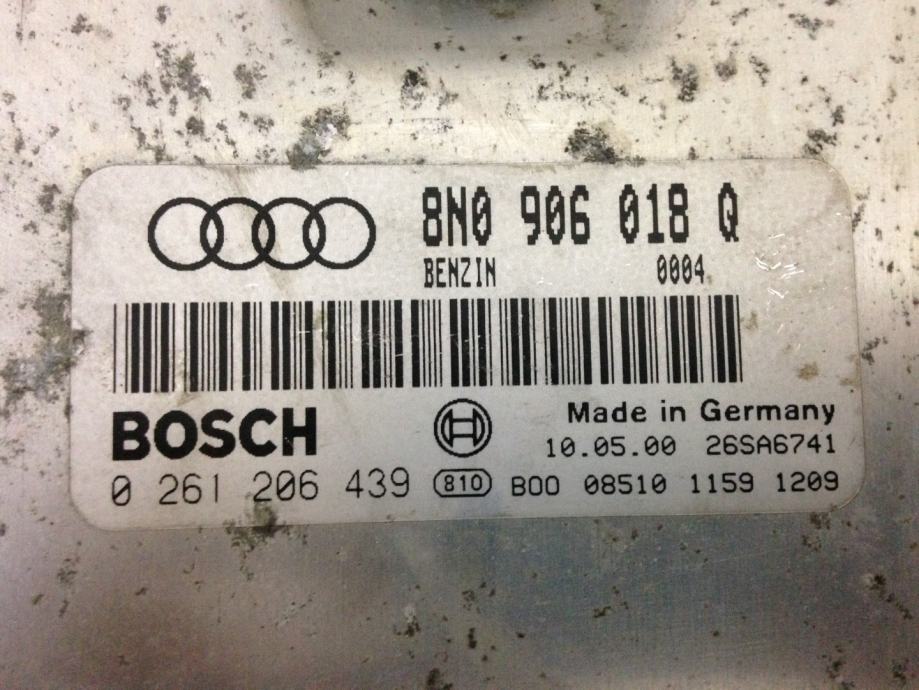 8N0 906 018 Q
BENZIN 0004
BOSCH
Made in Germany
10.05.00 26SA6741
0 261 206 439 810 B00 08510 1159 1209